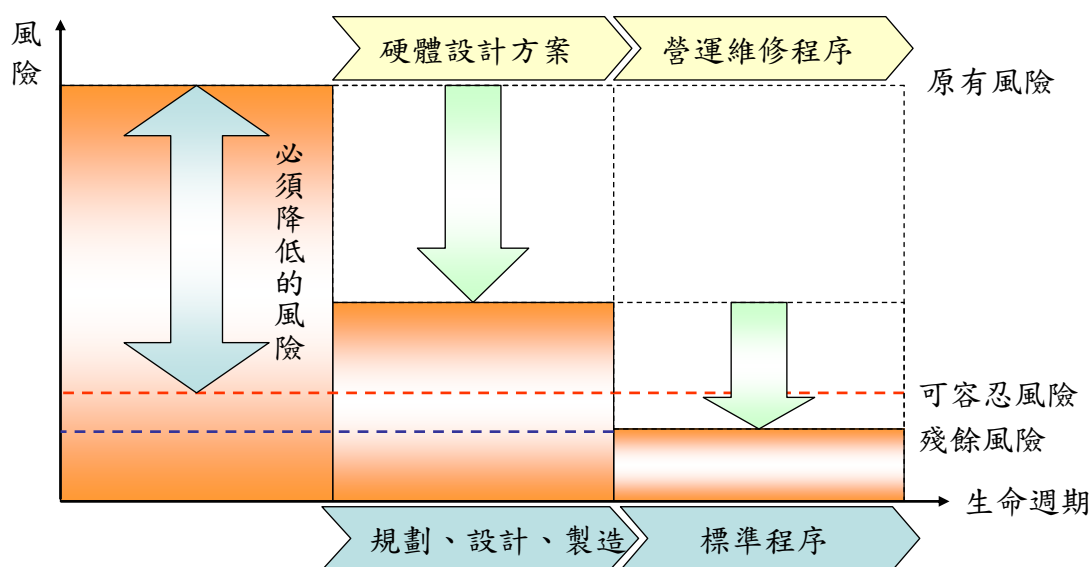 風險
硬體設計方案
營運維修程序
原有風險
必須降低的風險
可容忍風險
殘餘風險
生命週期
規劃、設計、製造
標準程序